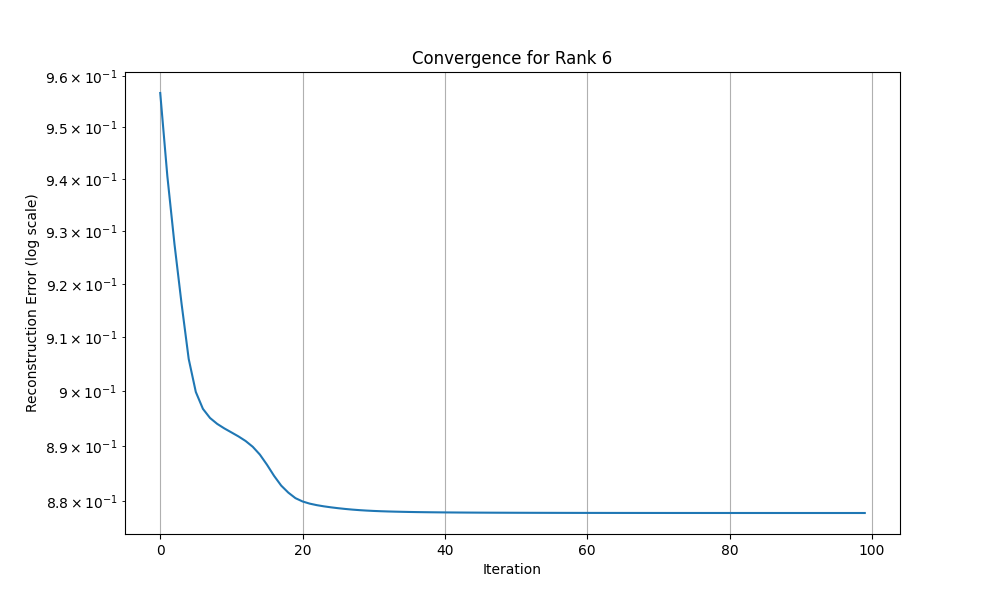 Convergence for Rank 6
Reconstruction Error (log scale)
9.6 × 10⁻¹
9.5 × 10⁻¹
9.4 × 10⁻¹
9.3 × 10⁻¹
9.2 × 10⁻¹
9.1 × 10⁻¹
9 × 10⁻¹
8.9 × 10⁻¹
8.8 × 10⁻¹
0 20 40 60 80 100
Iteration